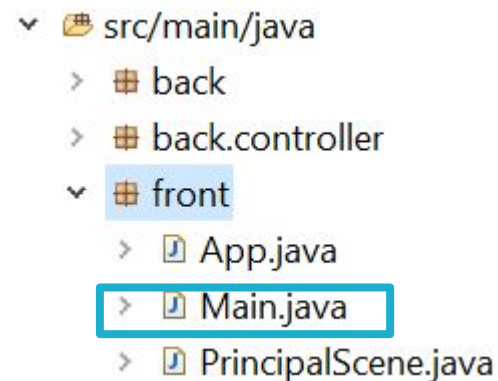 src/main/java
back
back.controller
front
App.java
Main.java
PrincipalScene.java